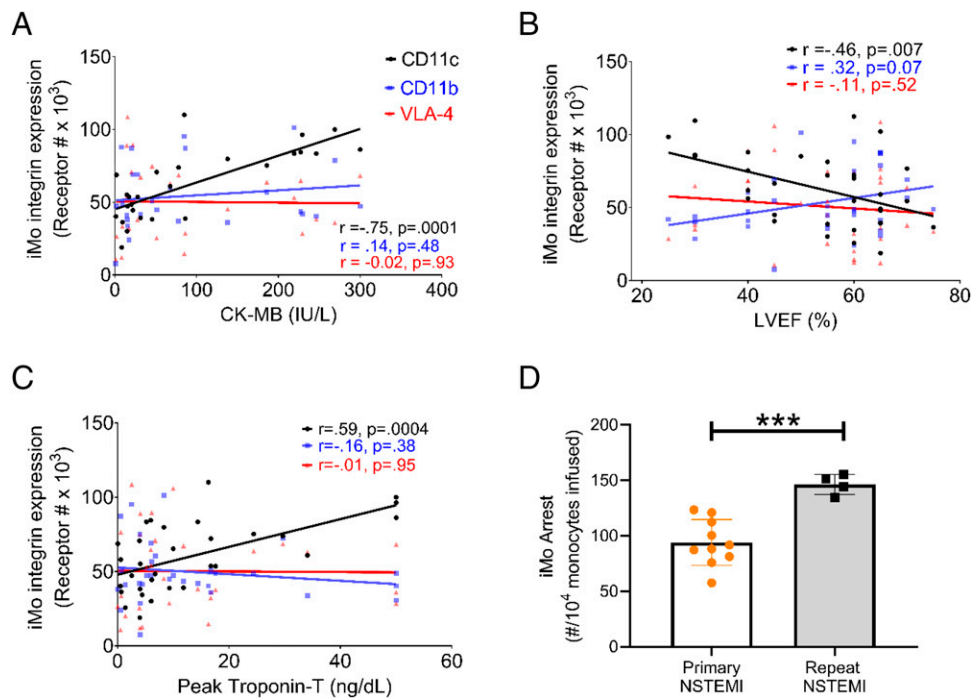 A
iMo integrin expression
(Receptor # x 10³)
150
100
50
0
0
100
200
300
400
CK-MB (IU/L)
CD11c
CD11b
VLA-4
r=-.75, p=.0001
r = .14, p=.48
r = -0.02, p=.93
B
iMo integrin expression
(Receptor # x 10³)
150
100
50
0
20
40
60
80
LVEF (%)
r =-.46, p=.007
r = .32, p=0.07
r = -.11, p=.52
C
iMo integrin expression
(Receptor # x 10³)
150
100
50
0
0
20
40
60
Peak Troponin-T (ng/dL)
r=.59, p=.0004
r=-.16, p=.38
r=-.01, p=.95
D
iMo Arrest
(#/10⁴ monocytes infused)
200
150
100
50
0
***
Primary
NSTEMI
Repeat
NSTEMI